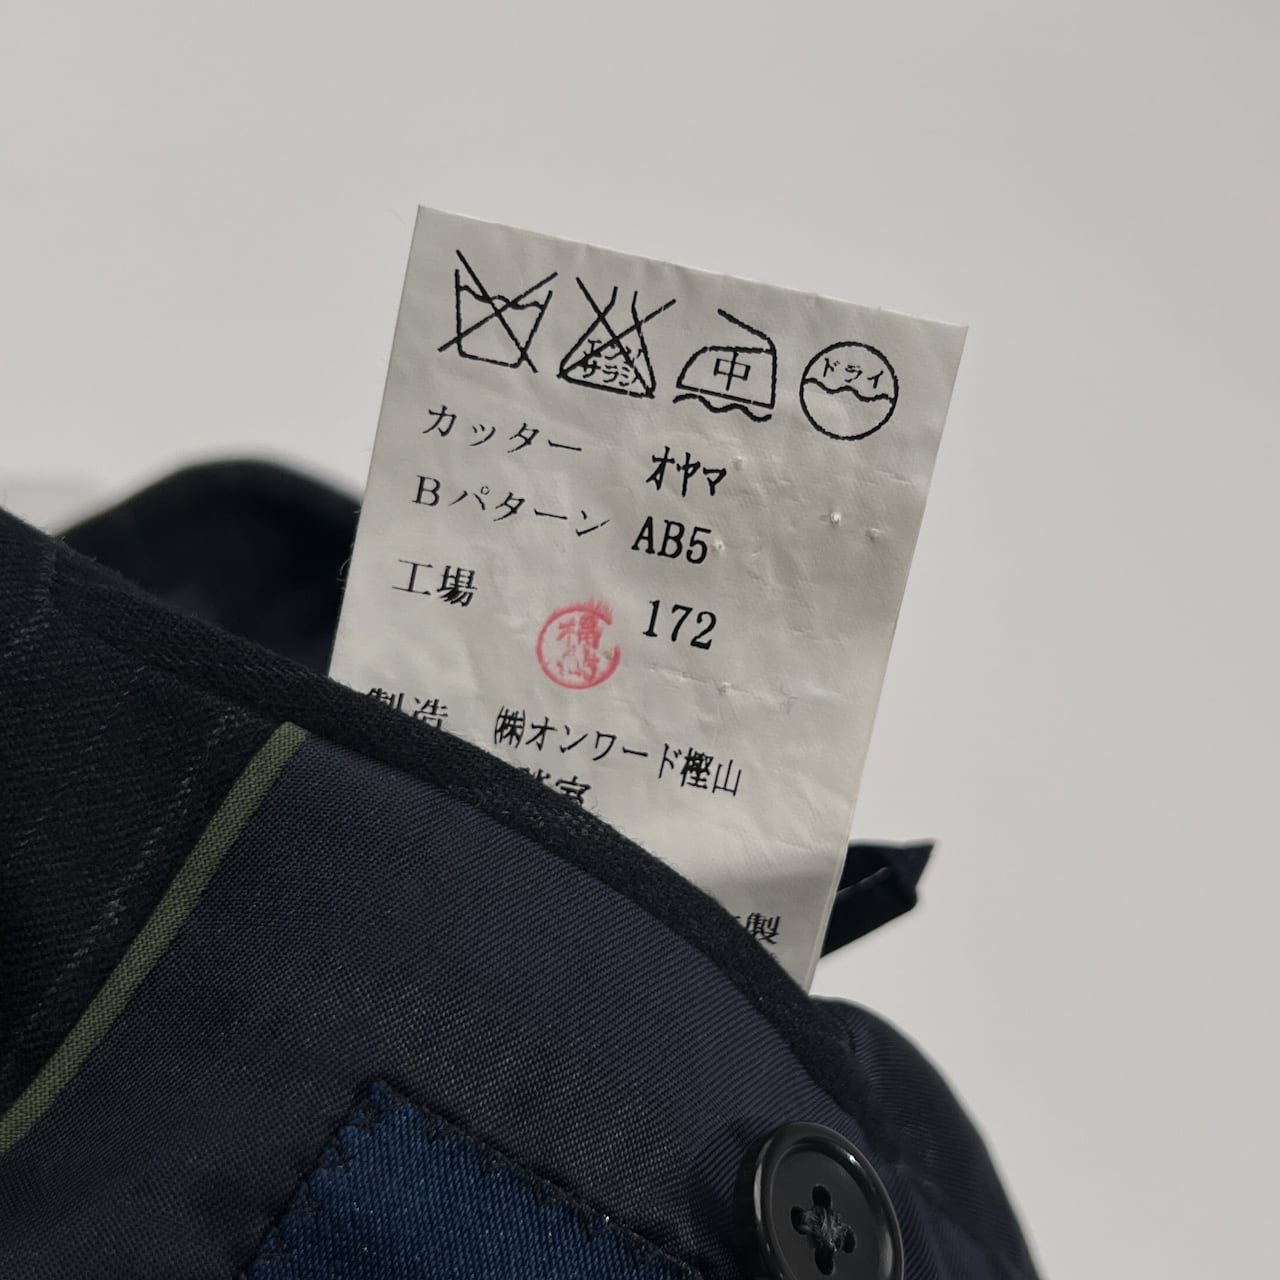 エンソ
サラシ
中
ドライ
カッター オヤマ
Bパターン AB5
工場 172
製造 ㈱オンワード樫山
製